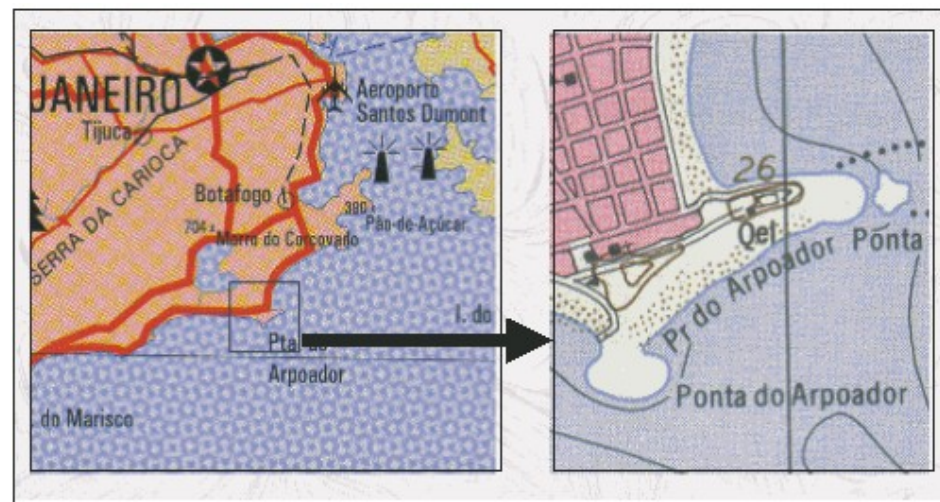 JANEIRO
Tijuca
Aeroporto
Santos Dumont
SERRA DA CARIOCA
Botafogo
380
Pão-de-Açúcar
704
Morro do Corcovado
I. do
Pta. do
Arpoador
do Marisco
26
Qel
Ponta
Pr do Arpoador
Ponta do Arpoador